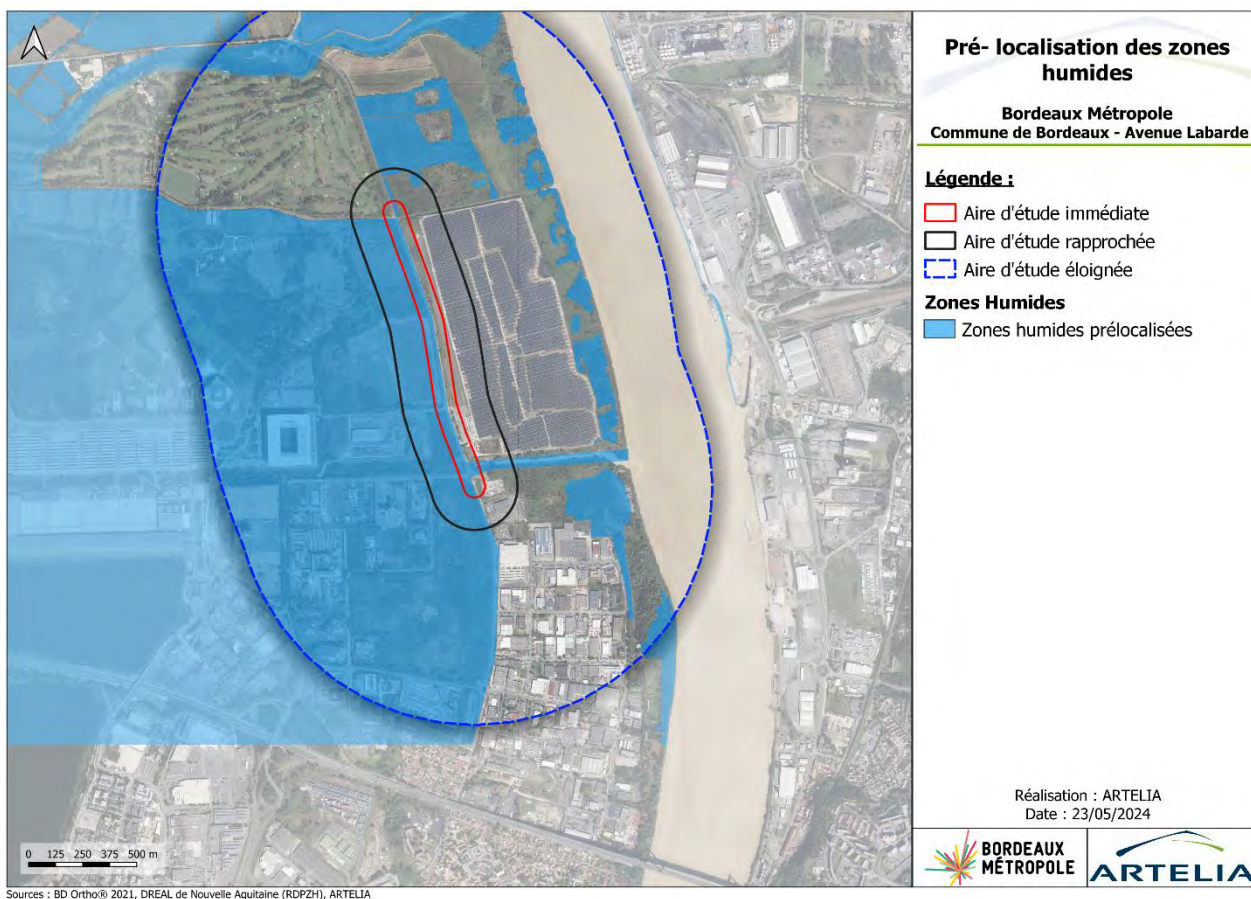 Pré- localisation des zones
humides
Bordeaux Métropole
Commune de Bordeaux - Avenue Labarde
Légende :
Aire d'étude immédiate
Aire d'étude rapprochée
Aire d'étude éloignée
Zones Humides
Zones humides prélocalisées
0 125 250 375 500 m
Réalisation : ARTELIA
Date : 23/05/2024
BORDEAUX
MÉTROPOLE
ARTELIA
Sources : BD Ortho® 2021, DREAL de Nouvelle Aquitaine (RDPZH), ARTELIA